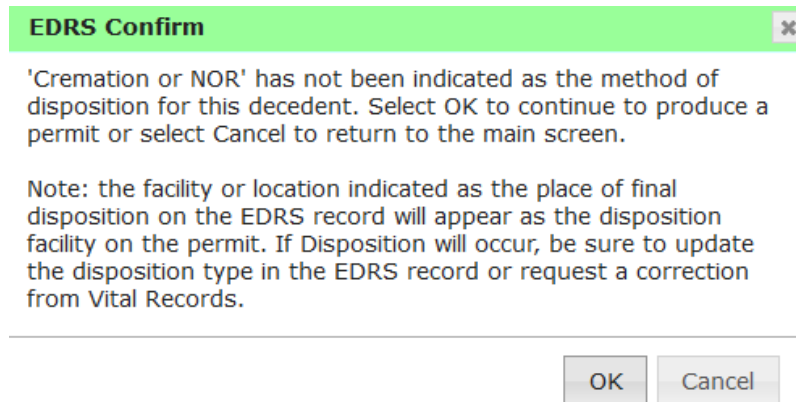 EDRS Confirm
'Cremation or NOR' has not been indicated as the method of
disposition for this decedent. Select OK to continue to produce a
permit or select Cancel to return to the main screen.
Note: the facility or location indicated as the place of final
disposition on the EDRS record will appear as the disposition
facility on the permit. If Disposition will occur, be sure to update
the disposition type in the EDRS record or request a correction
from Vital Records.
OK Cancel